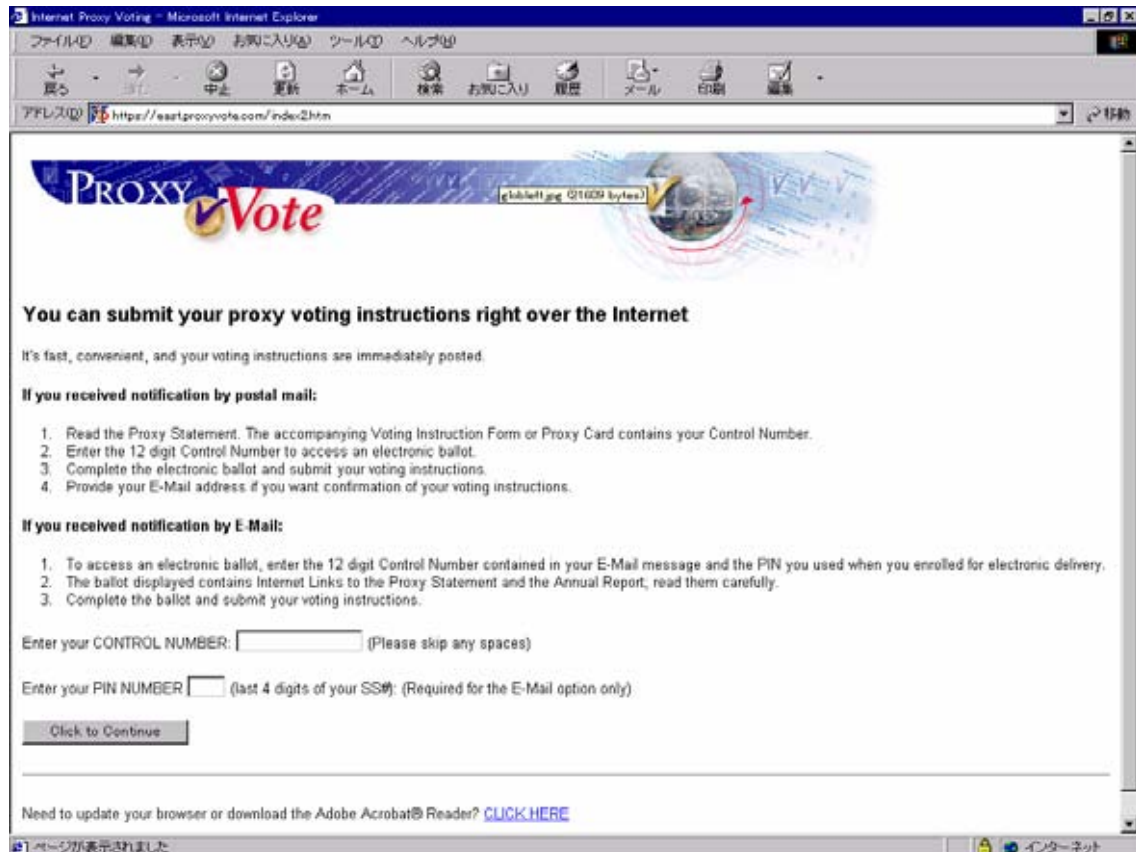 Internet Proxy Voting - Microsoft Internet Explorer
ファイル(F) 編集(E) 表示(V) お気に入り(A) ツール(T) ヘルプ(H)
戻る 中止 更新 ホーム 検索 お気に入り 履歴 メール 印刷 編集
アドレス(D) https://east.proxyvote.com/index2.htm 移動
PROXY Vote
globleft.jpg (21609 bytes)
You can submit your proxy voting instructions right over the Internet
It's fast, convenient, and your voting instructions are immediately posted.
If you received notification by postal mail:
1. Read the Proxy Statement. The accompanying Voting Instruction Form or Proxy Card contains your Control Number.
2. Enter the 12 digit Control Number to access an electronic ballot.
3. Complete the electronic ballot and submit your voting instructions.
4. Provide your E-Mail address if you want confirmation of your voting instructions.
If you received notification by E-Mail:
1. To access an electronic ballot, enter the 12 digit Control Number contained in your E-Mail message and the PIN you used when you enrolled for electronic delivery.
2. The ballot displayed contains Internet Links to the Proxy Statement and the Annual Report; read them carefully.
3. Complete the ballot and submit your voting instructions.
Enter your CONTROL NUMBER: (Please skip any spaces)
Enter your PIN NUMBER (last 4 digits of your SS#): (Required for the E-Mail option only)
Click to Continue
Need to update your browser or download the Adobe Acrobat® Reader? CLICK HERE
ページが表示されました インターネット